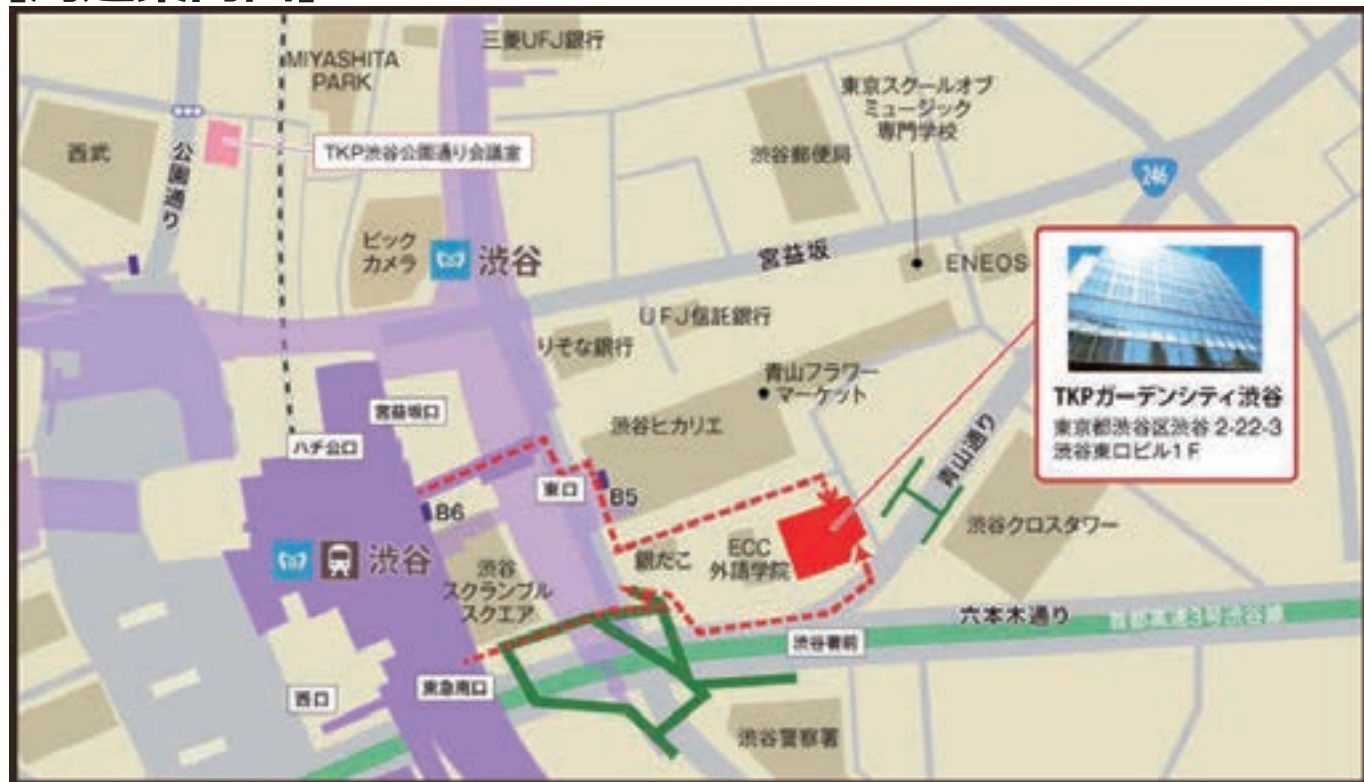 MIYASHITA
PARK
三菱UFJ銀行
東京スクールオブ
ミュージック
専門学校
西武
公園通り
TKP渋谷公園通り会議室
渋谷郵便局
246
ビック
カメラ
渋谷
宮益坂
ENEOS
UFJ信託銀行
りそな銀行
青山フラワー
マーケット
TKPガーデンシティ渋谷
東京都渋谷区渋谷 2-22-3
渋谷東口ビル1F
宮益坂口
ハチ公口
渋谷ヒカリエ
青山通り
東口
B5
B6
渋谷クロスタワー
渋谷
渋谷
スクランブル
スクエア
銀だこ
ECC
外語学院
六本木通り
首都高速3号渋谷線
渋谷署前
東急南口
西口
渋谷警察署